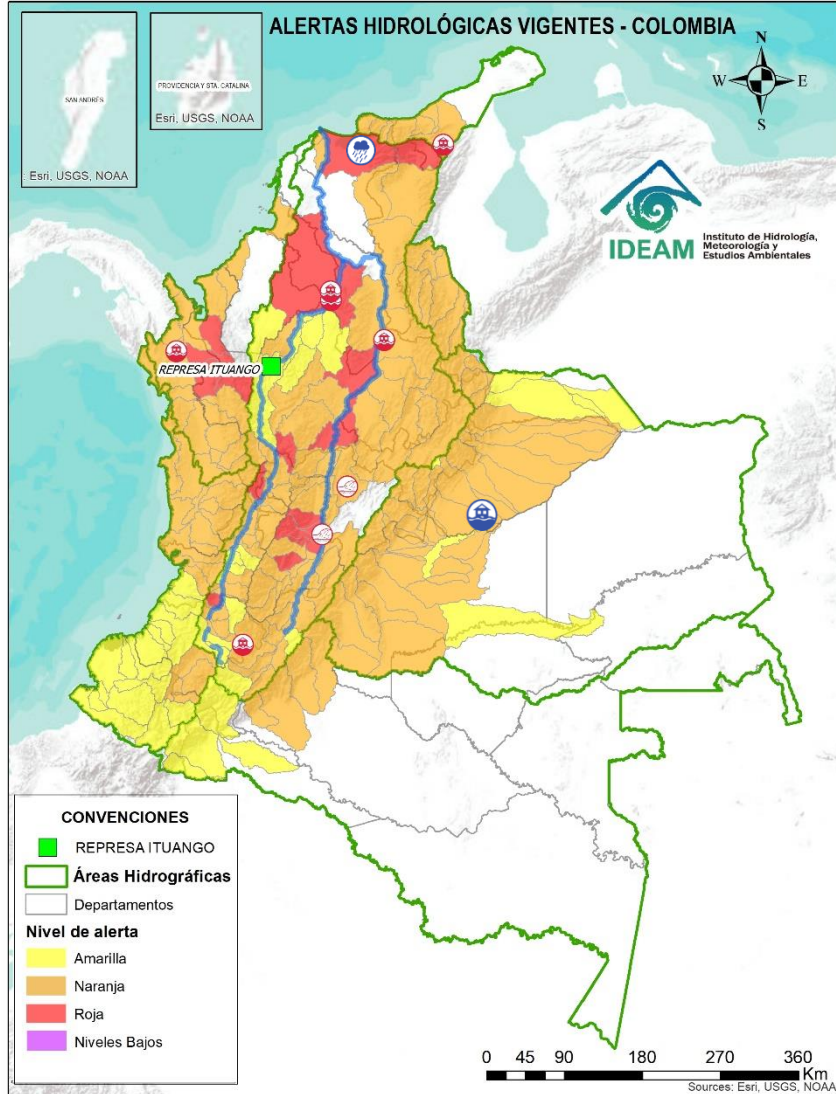 ALERTAS HIDROLÓGICAS VIGENTES - COLOMBIA
SAN ANDRÉS
Esri, USGS, NOAA
PROVIDENCIA Y STA. CATALINA
Esri, USGS, NOAA
N
W
E
S
IDEAM
Instituto de Hidrología,
Meteorología y
Estudios Ambientales
REPRESA ITUANGO
CONVENCIONES
REPRESA ITUANGO
Áreas Hidrográficas
Departamentos
Nivel de alerta
Amarilla
Naranja
Roja
Niveles Bajos
0 45 90 180 270 360
Km
Sources: Esri, USGS, NOAA